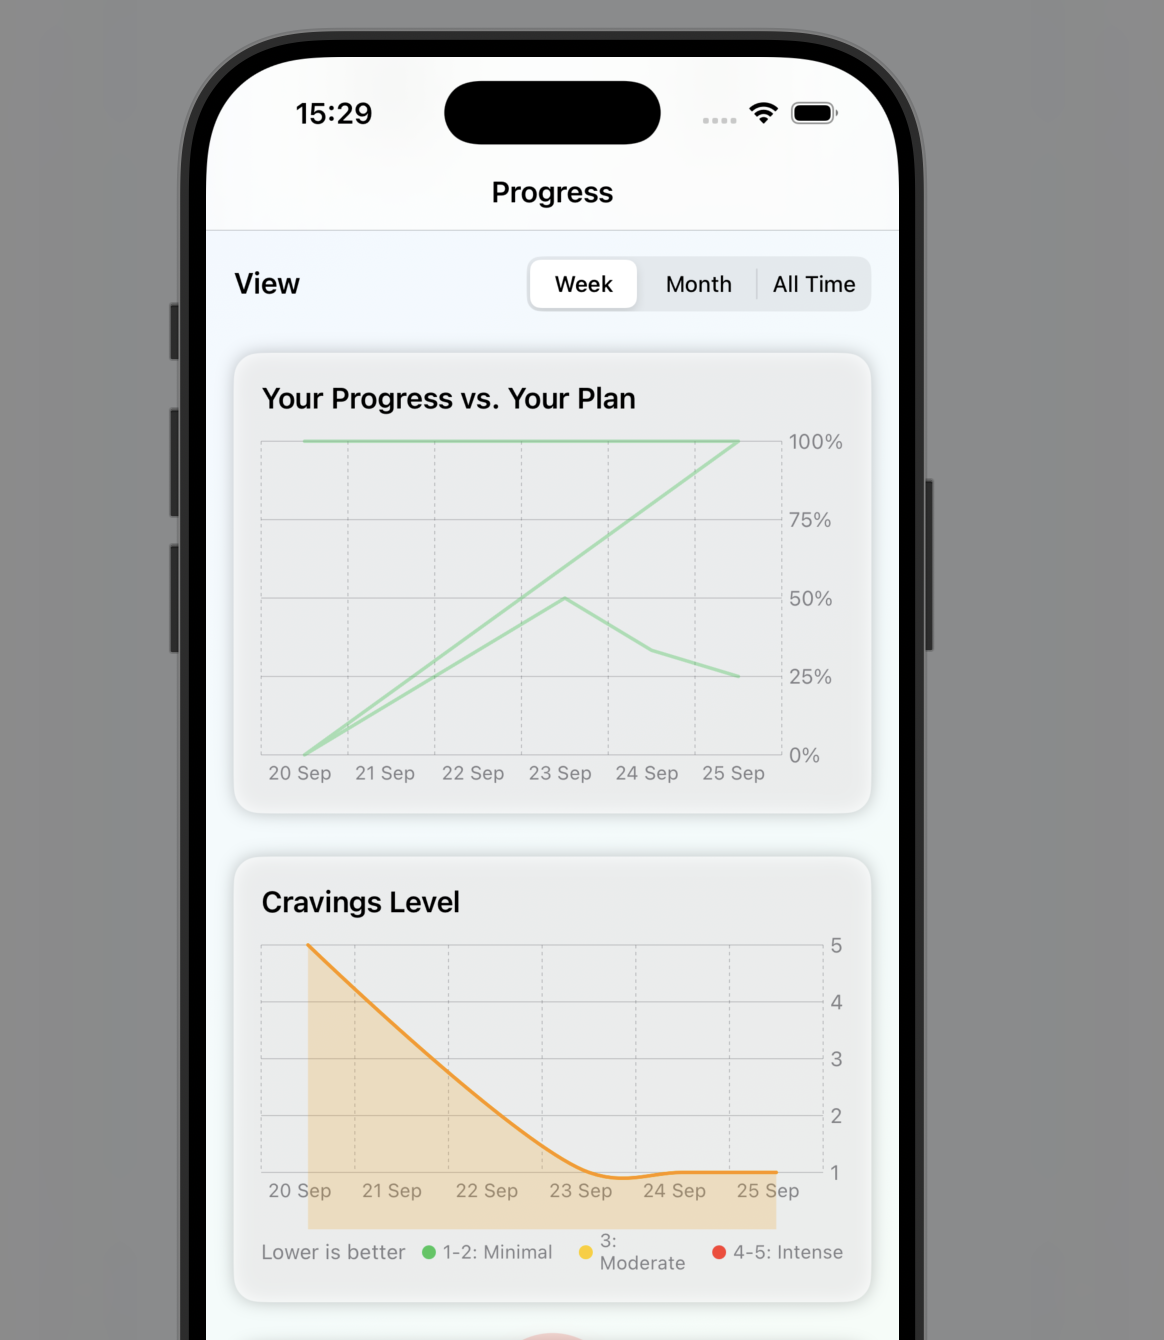 15:29
Progress
View
Week
Month
All Time
Your Progress vs. Your Plan
100%
75%
50%
25%
0%
20 Sep
21 Sep
22 Sep
23 Sep
24 Sep
25 Sep
Cravings Level
5
4
3
2
1
20 Sep
21 Sep
22 Sep
23 Sep
24 Sep
25 Sep
Lower is better
1-2: Minimal
3:
Moderate
4-5: Intense